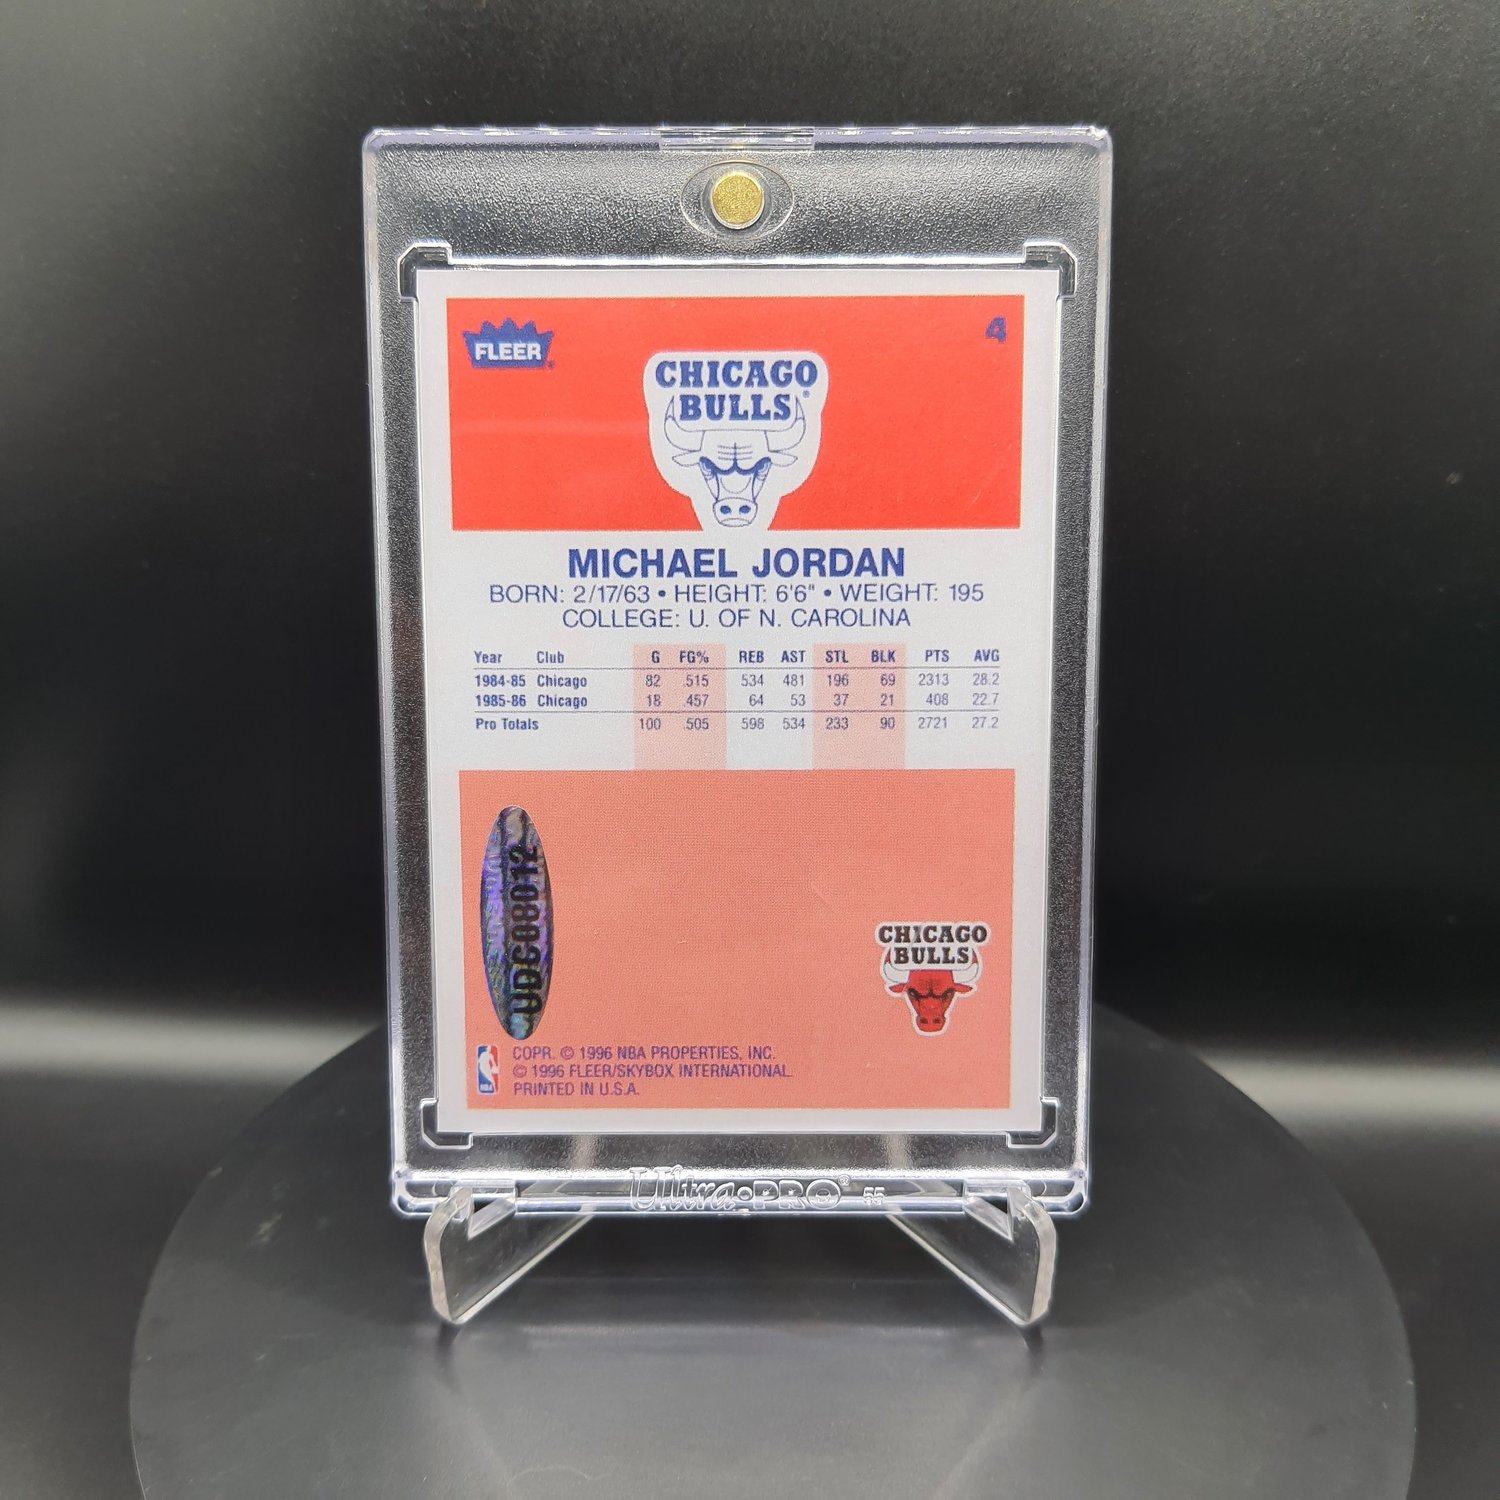 FLEER®
4
CHICAGO
BULLS®
MICHAEL JORDAN
BORN: 2/17/63 • HEIGHT: 6'6" • WEIGHT: 195
COLLEGE: U. OF N. CAROLINA
Year Club G FG% REB AST STL BLK PTS AVG
1984-85 Chicago 82 .515 534 481 196 69 2313 28.2
1985-86 Chicago 18 .457 64 53 37 21 408 22.7
Pro Totals 100 .505 598 534 233 90 2721 27.2
CHICAGO
BULLS
COPR. © 1996 NBA PROPERTIES, INC.
© 1996 FLEER/SKYBOX INTERNATIONAL.
PRINTED IN U.S.A.
NBA
Ultra•PRO® 55